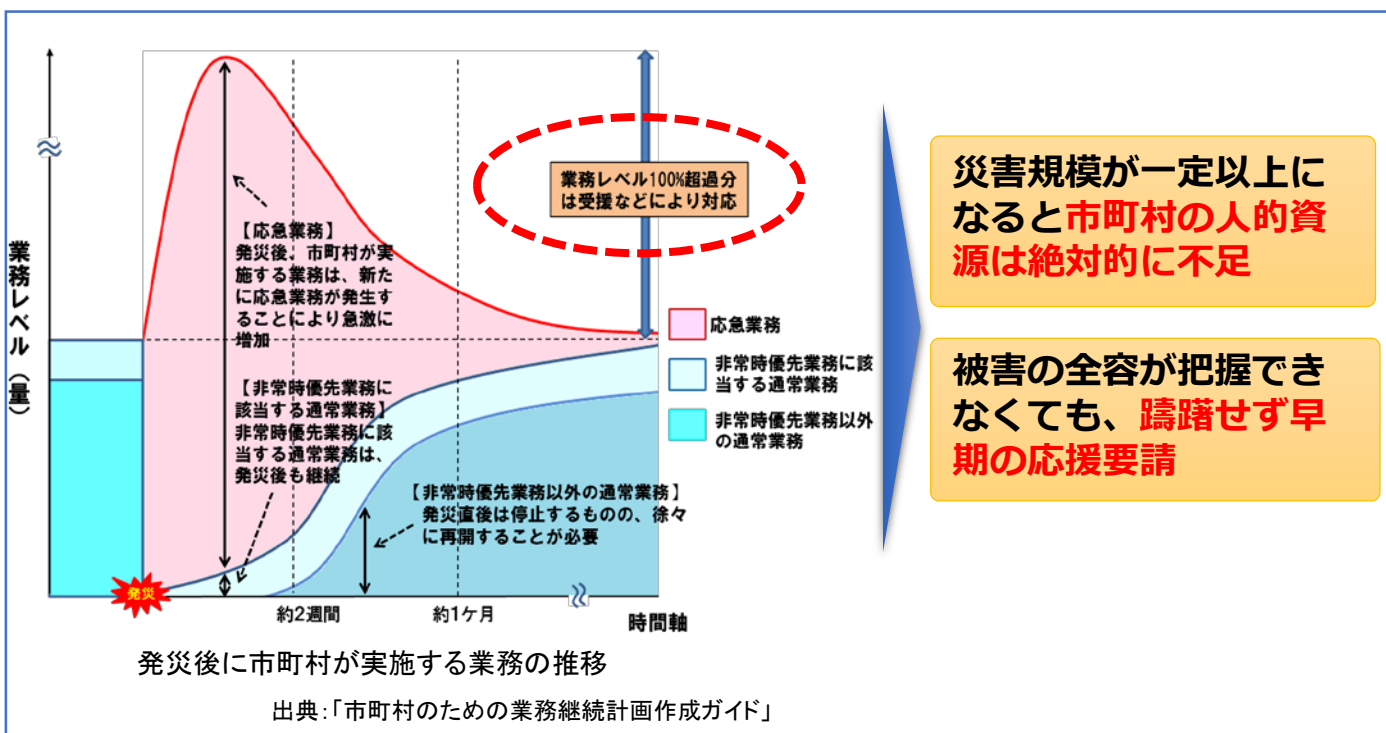 業務レベル（量）
【応急業務】
発災後、市町村が実
施する業務は、新た
に応急業務が発生す
ることにより急激に
増加
【非常時優先業務に
該当する通常業務】
非常時優先業務に該
当する通常業務は、
発災後も継続
【非常時優先業務以外の通常業務】
発災直後は停止するものの、徐々
に再開することが必要
業務レベル100%超過分
は受援などにより対応
応急業務
非常時優先業務に該
当する通常業務
非常時優先業務以外
の通常業務
発災
約2週間
約1ケ月
時間軸
発災後に市町村が実施する業務の推移
出典：「市町村のための業務継続計画作成ガイド」
災害規模が一定以上に
なると市町村の人的資
源は絶対的に不足
被害の全容が把握でき
なくても、躊躇せず早
期の応援要請